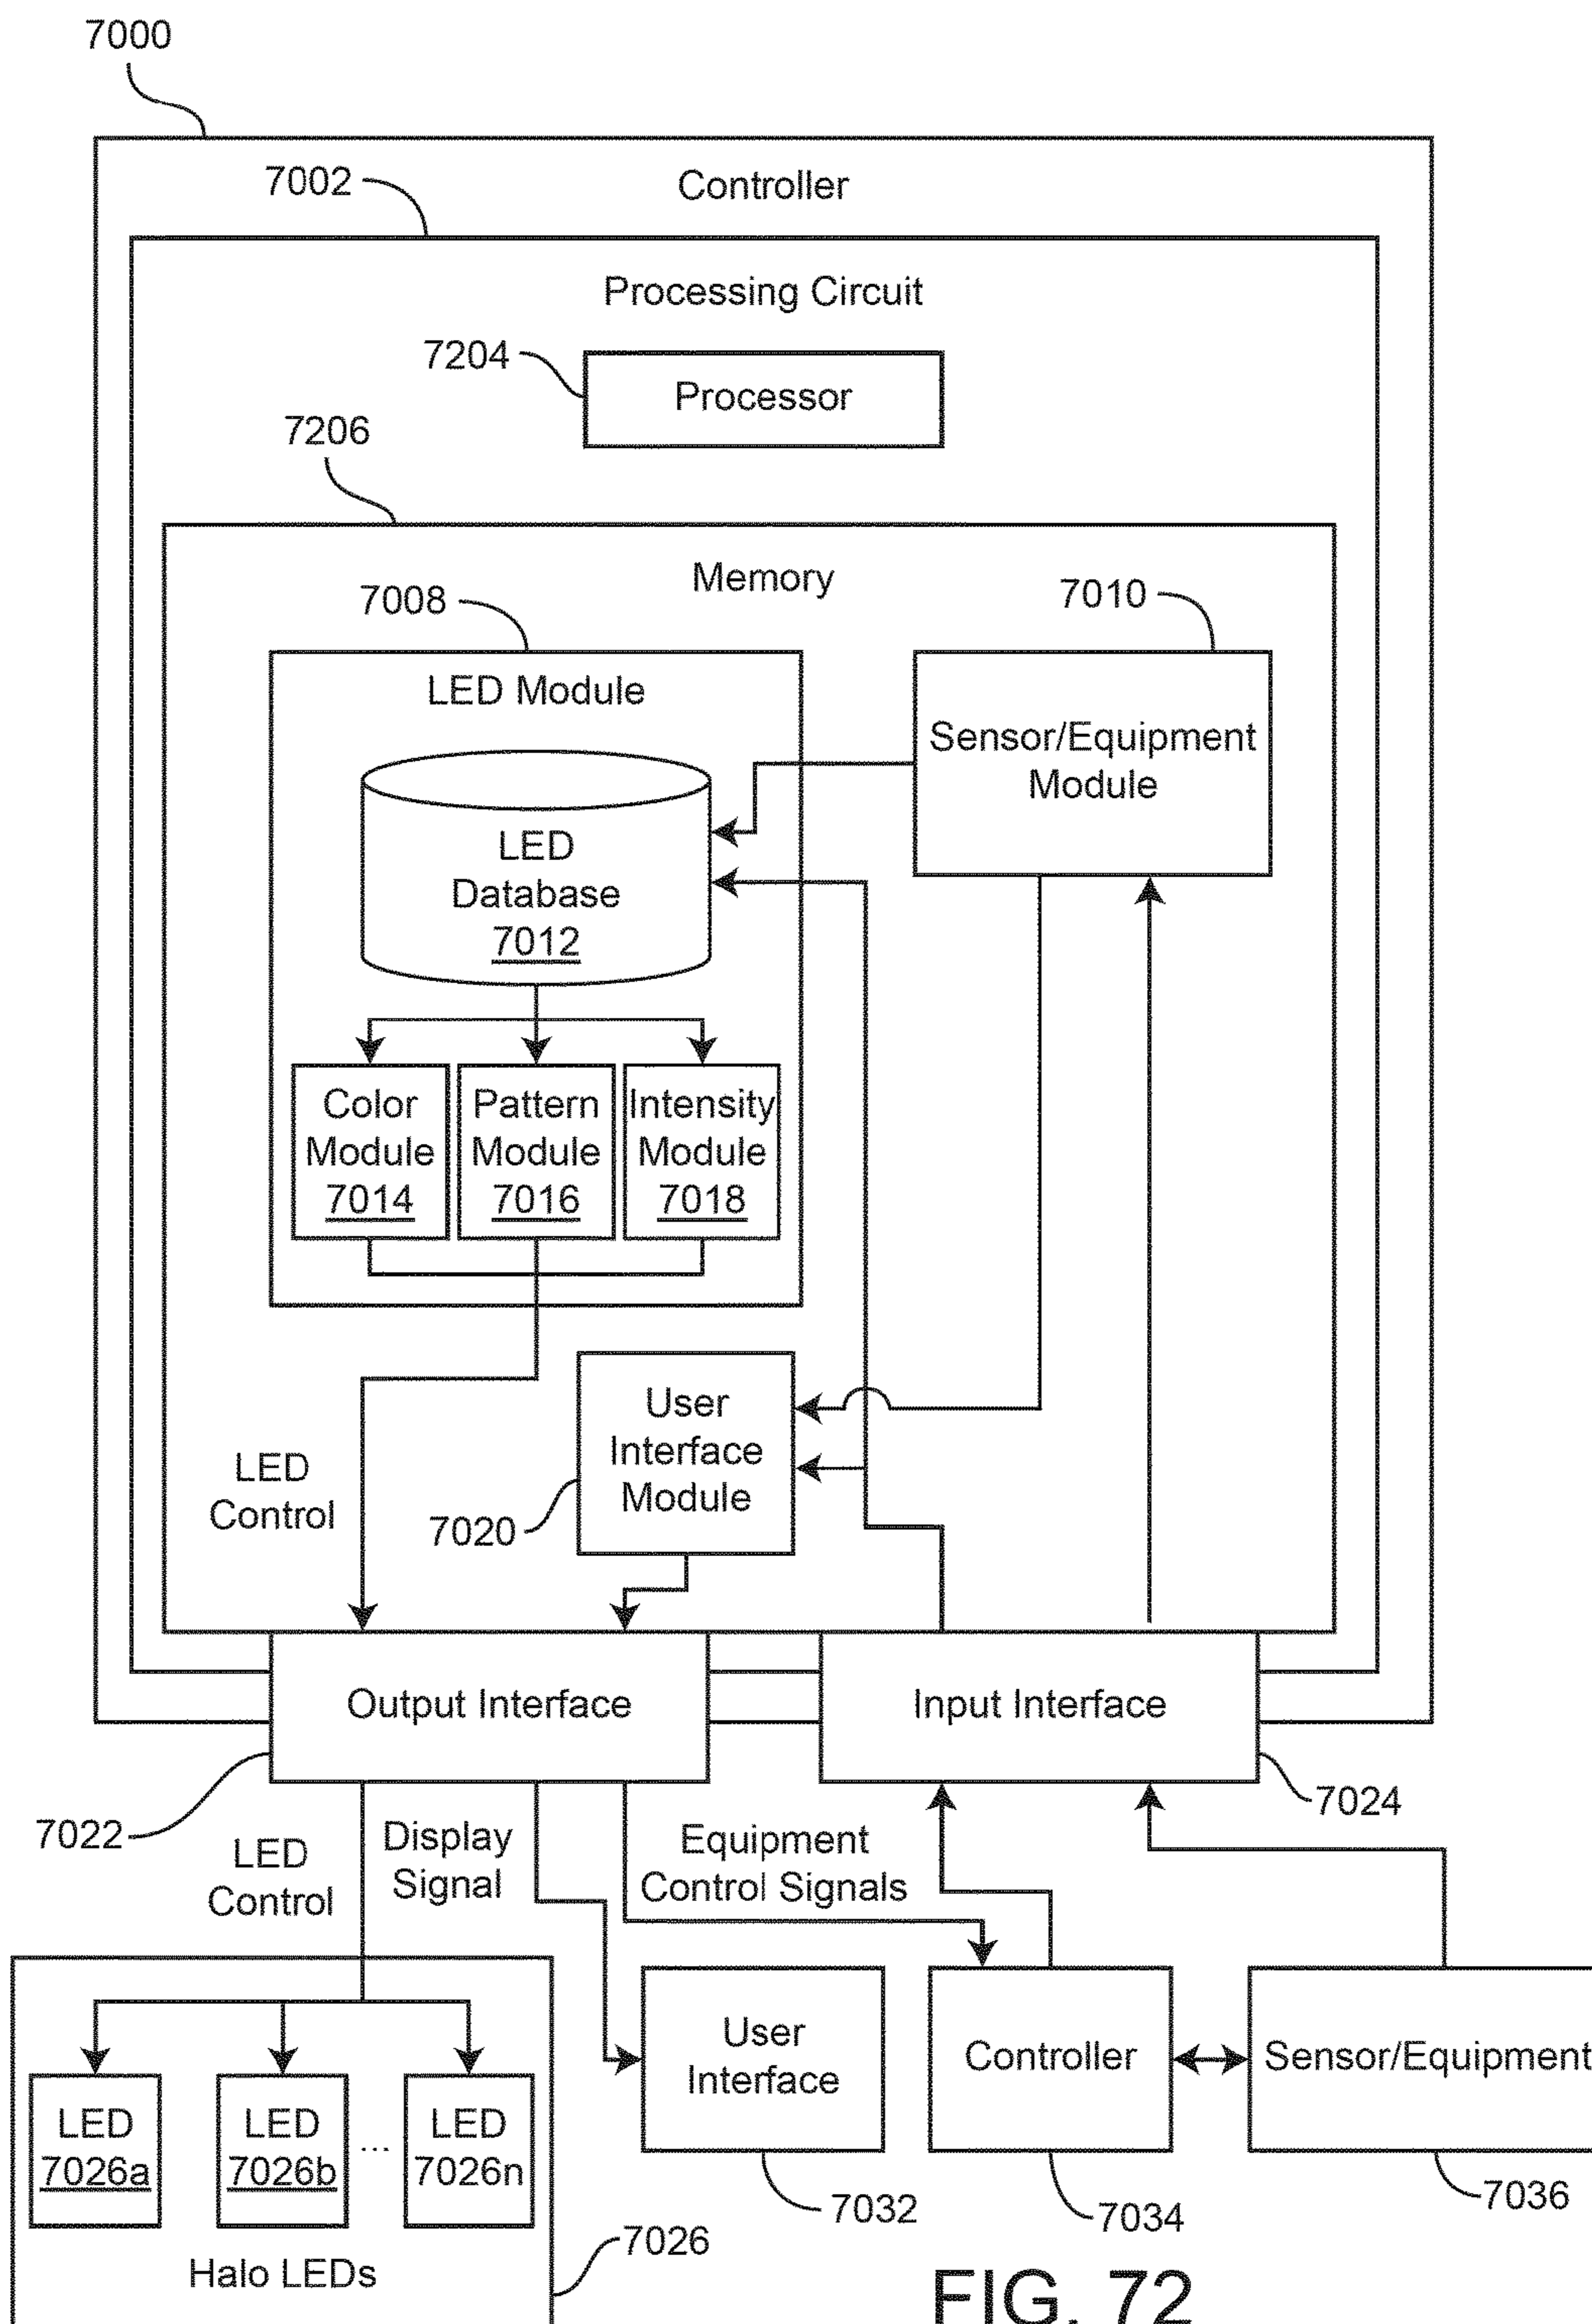 7000
Controller
7002
Processing Circuit
7204
Processor
7206
Memory
7008
7010
LED Module
Sensor/Equipment
Module
LED
Database
7012
Color
Module
7014
Pattern
Module
7016
Intensity
Module
7018
User
Interface
Module
7020
LED
Control
Output Interface
Input Interface
7022
7024
LED
Control
Display
Signal
Equipment
Control Signals
User
Interface
Controller
Sensor/Equipment
LED
7026a
LED
7026b
...
LED
7026n
7032
7034
7036
7026
Halo LEDs
FIG. 72